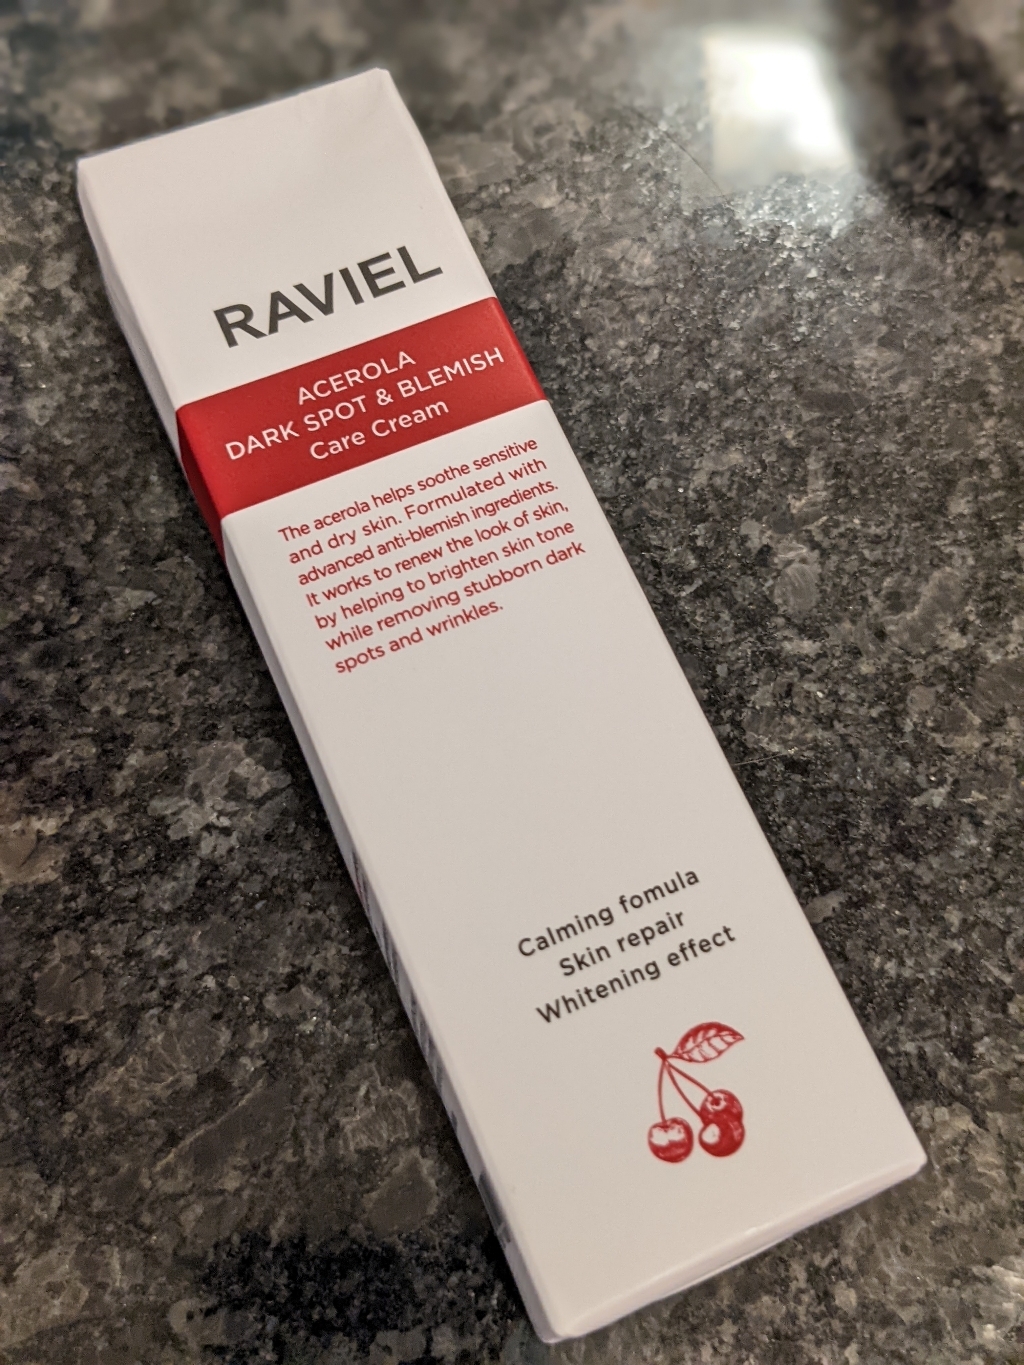 RAVIEL
ACEROLA
DARK SPOT & BLEMISH
Care Cream
The acerola helps soothe sensitive
and dry skin. Formulated with
advanced anti-blemish ingredients.
It works to renew the look of skin,
by helping to brighten skin tone
while removing stubborn dark
spots and wrinkles.
Calming fomula
Skin repair
Whitening effect